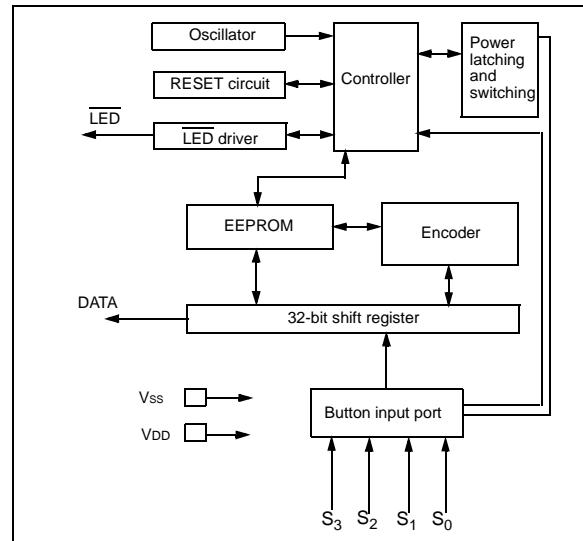 Oscillator
RESET circuit
LED
LED driver
Controller
Power
latching
and
switching
EEPROM
Encoder
DATA
32-bit shift register
VSS
VDD
Button input port
S3 S2 S1 S0